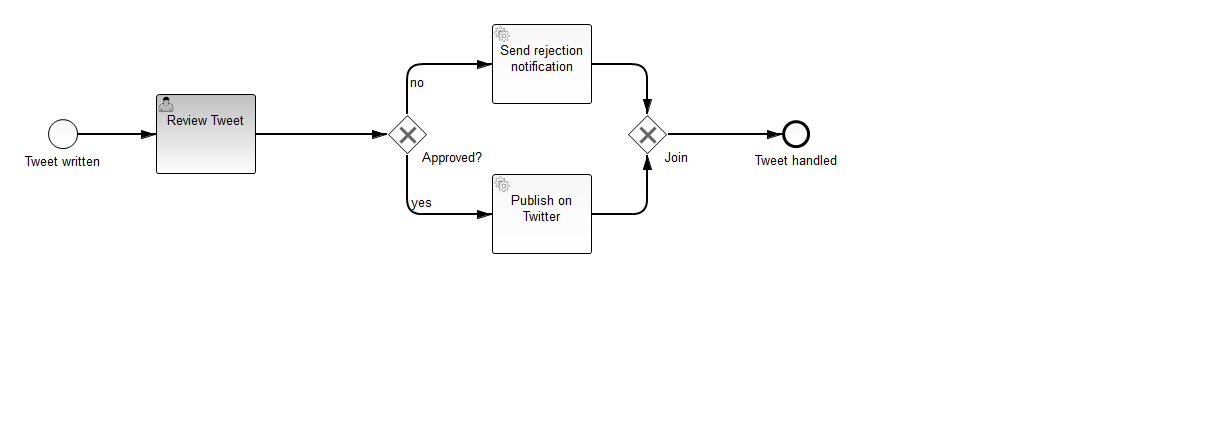 Tweet written
Review Tweet
no
Approved?
yes
Send rejection
notification
Publish on
Twitter
Join
Tweet handled